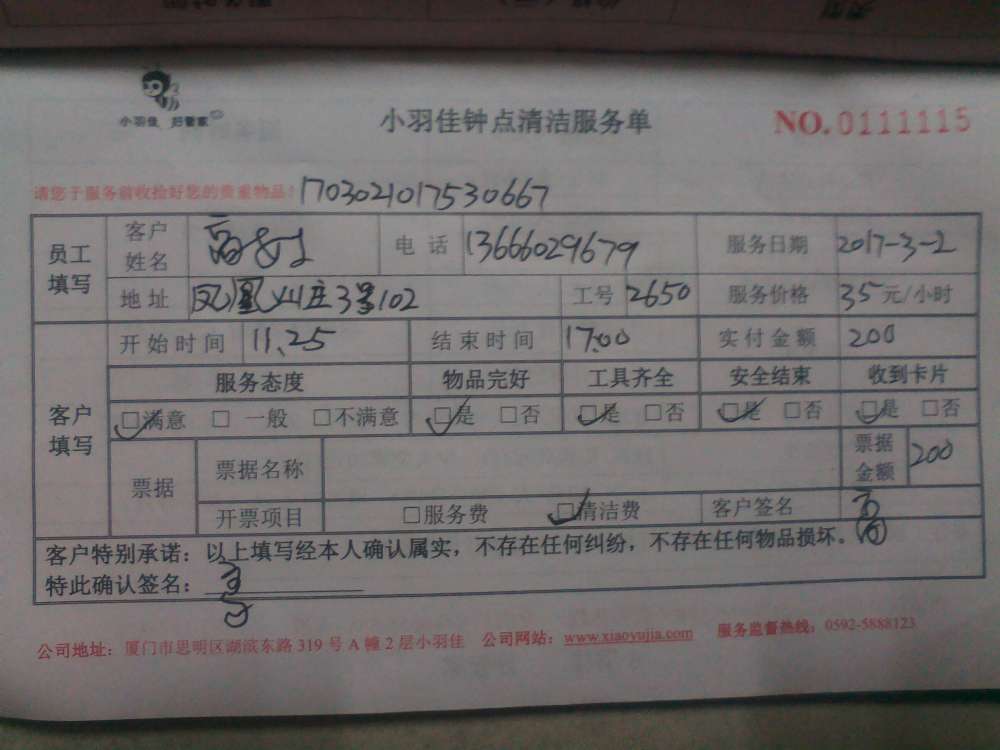 小羽佳 妇管家
小羽佳钟点清洁服务单
NO.0111115
请您于服务前收拾好您的贵重物品!
1703021017530667
员工填写 客户姓名 高女士 电话 13666029679 服务日期 2017-3-2
地址 凤凰山庄3号102 工号 2650 服务价格 35元/小时
客户填写 开始时间 11.25 结束时间 17.00 实付金额 200
服务态度 物品完好 工具齐全 安全结束 收到卡片
□满意 □一般 □不满意 □是 □否 □是 □否 □是 □否 □是 □否
票据 票据名称 票据金额 200
开票项目 □服务费 □清洁费 客户签名
客户特别承诺:以上填写经本人确认属实,不存在任何纠纷,不存在任何物品损坏。
特此确认签名:
公司地址:厦门市思明区湖滨东路 319 号 A 幢 2 层小羽佳 公司网站:www.xiaoyujia.com 服务监督热线:0592-5888123